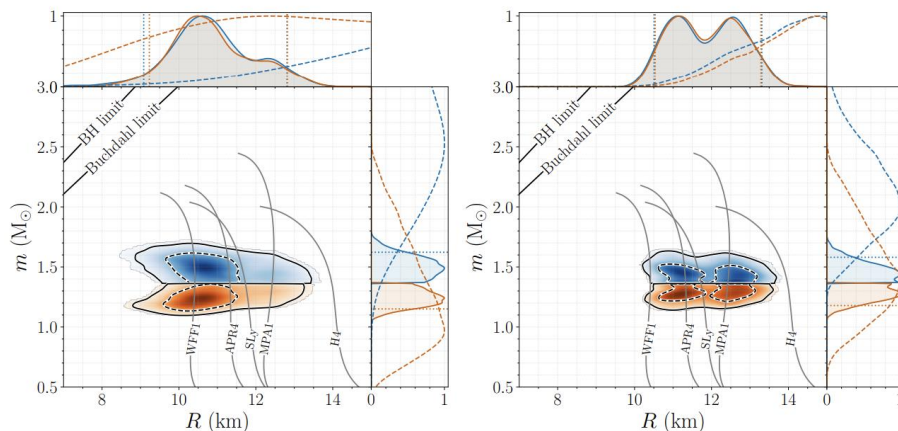 1
3.0
2.5
2.0
1.5
1.0
0.5
m (M⊙)
BH limit
Buchdahl limit
WFF1
APR4
SLy
MPA1
H4
8
10
12
14
0
1
R (km)
1
3.0
2.5
2.0
1.5
1.0
0.5
m (M⊙)
BH limit
Buchdahl limit
WFF1
APR4
SLy
MPA1
H4
8
10
12
14
0
R (km)